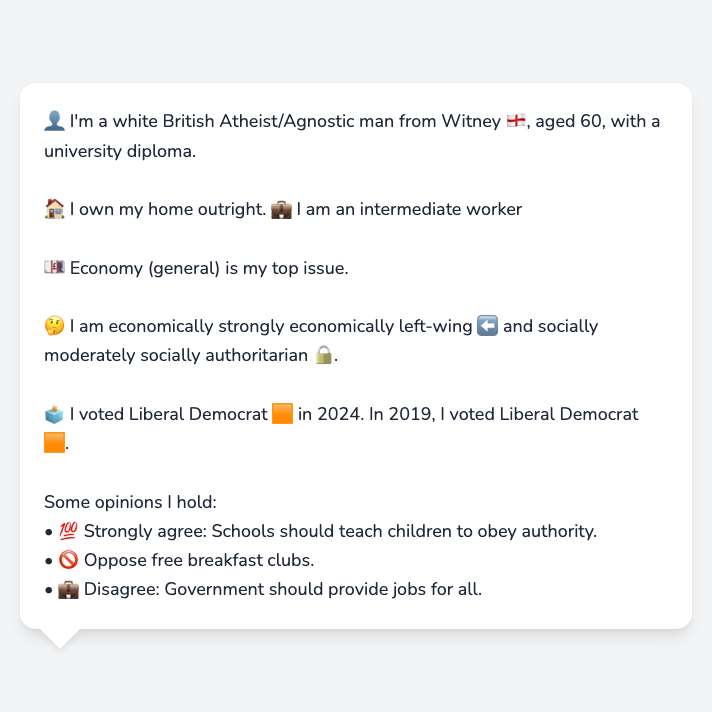 👤 I'm a white British Atheist/Agnostic man from Witney 🏴󠁧󠁢󠁥󠁮󠁧󠁿, aged 60, with a
university diploma.
🏠 I own my home outright. 💼 I am an intermediate worker
💷 Economy (general) is my top issue.
🤔 I am economically strongly economically left-wing ⬅️ and socially
moderately socially authoritarian 🔒.
🗳️ I voted Liberal Democrat 🟧 in 2024. In 2019, I voted Liberal Democrat
🟧.
Some opinions I hold:
• 💯 Strongly agree: Schools should teach children to obey authority.
• 🚫 Oppose free breakfast clubs.
• 💼 Disagree: Government should provide jobs for all.